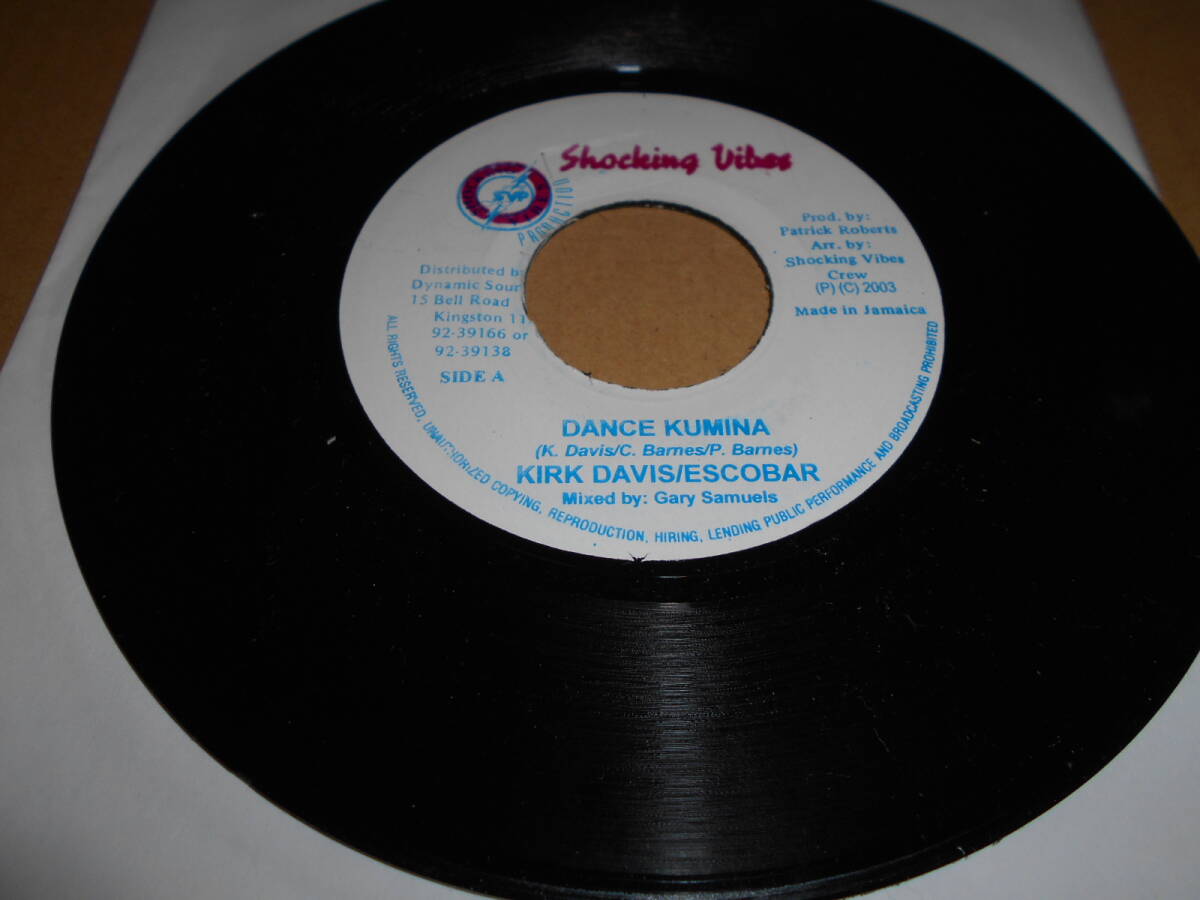 Shocking Vibes
SVP
PRODUCTION
Prod. by:
Patrick Roberts
Arr. by:
Shocking Vibes
Crew
(P) (C) 2003
Made in Jamaica
Distributed b
Dynamic Soun
15 Bell Road
Kingston 11
92-39166 or
92-39138
SIDE A
DANCE KUMINA
(K. Davis/C. Barnes/P. Barnes)
KIRK DAVIS/ESCOBAR
Mixed by: Gary Samuels
ALL RIGHTS RESERVED, UNAUTHORIZED COPYING, REPRODUCTION, HIRING, LENDING PUBLIC PERFORMANCE AND BROADCASTING PROHIBITED